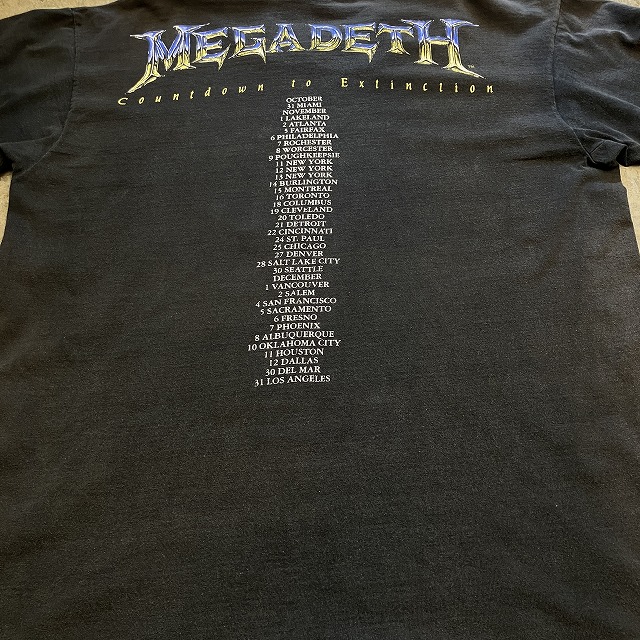 MEGADETH
TM
Countdown to Extinction
OCTOBER
31 MIAMI
NOVEMBER
1 LAKELAND
2 ATLANTA
5 FAIRFAX
6 PHILADELPHIA
7 ROCHESTER
8 WORCESTER
9 POUGHKEEPSIE
11 NEW YORK
12 NEW YORK
13 NEW YORK
14 BURLINGTON
15 MONTREAL
16 TORONTO
18 COLUMBUS
19 CLEVELAND
20 TOLEDO
21 DETROIT
22 CINCINNATI
24 ST. PAUL
25 CHICAGO
27 DENVER
28 SALT LAKE CITY
30 SEATTLE
DECEMBER
1 VANCOUVER
2 SALEM
4 SAN FRANCISCO
5 SACRAMENTO
6 FRESNO
7 PHOENIX
8 ALBUQUERQUE
10 OKLAHOMA CITY
11 HOUSTON
12 DALLAS
30 DEL MAR
31 LOS ANGELES